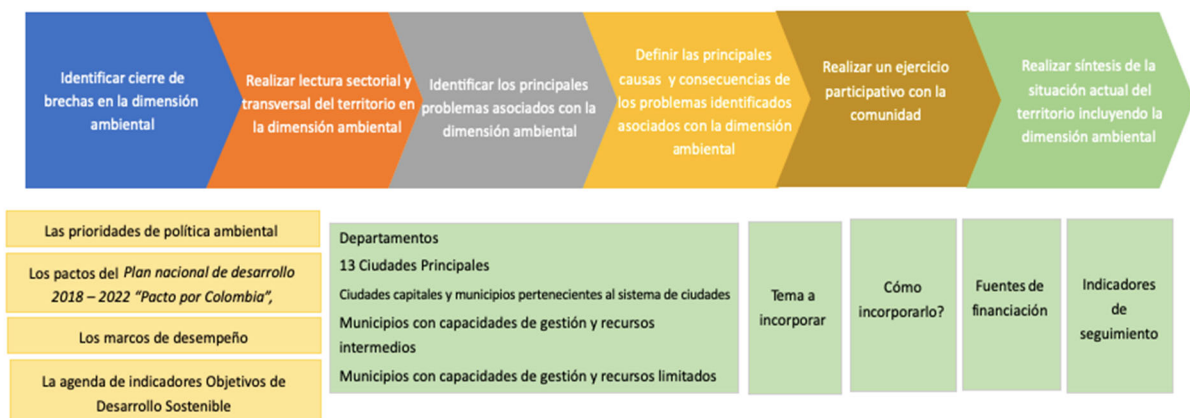 Identificar cierre de
brechas en la dimensión
ambiental
Realizar lectura sectorial y
transversal del territorio en
la dimensión ambiental
Identificar los principales
problemas asociados con la
dimensión ambiental
Definir las principales
causas y consecuencias de
los problemas identificados
asociados con la dimensión
ambiental
Realizar un ejercicio
participativo con la
comunidad
Realizar síntesis de la
situación actual del
territorio incluyendo la
dimensión ambiental
Las prioridades de política ambiental
Los pactos del Plan nacional de desarrollo
2018 – 2022 “Pacto por Colombia”,
Los marcos de desempeño
La agenda de indicadores Objetivos de
Desarrollo Sostenible
Departamentos
13 Ciudades Principales
Ciudades capitales y municipios pertenecientes al sistema de ciudades
Municipios con capacidades de gestión y recursos
intermedios
Municipios con capacidades de gestión y recursos limitados
Tema a
incorporar
Cómo
incorporarlo?
Fuentes de
financiación
Indicadores
de
seguimiento